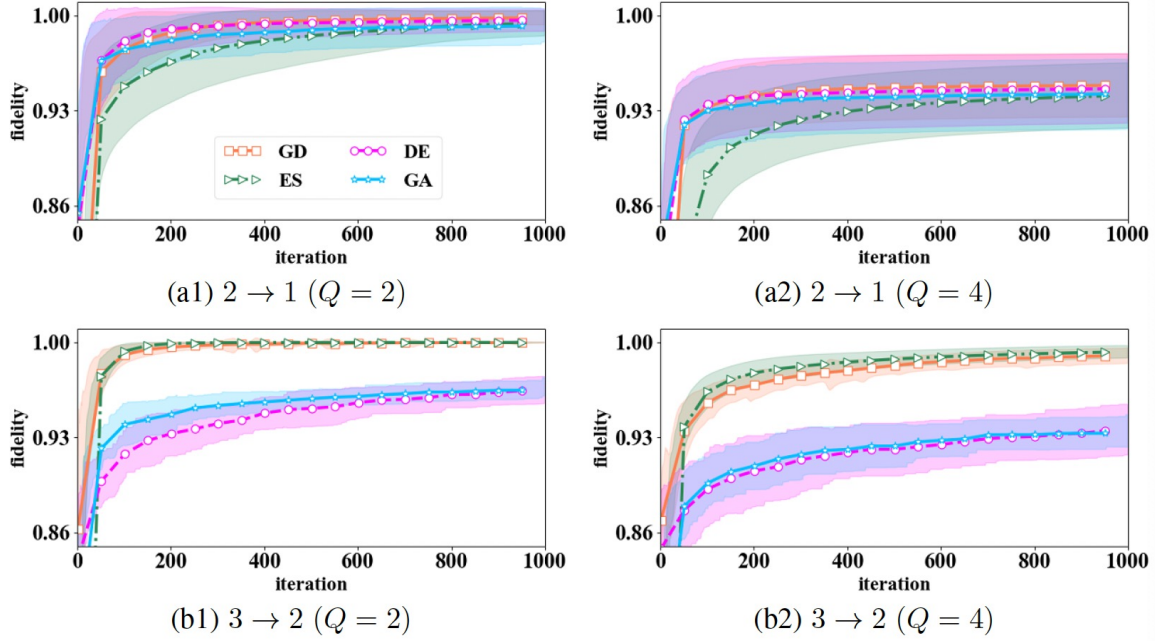 1.00
0.93
0.86
fidelity
GD
DE
ES
GA
0 200 400 600 800 1000
iteration
(a1) 2 → 1 (Q = 2)
1.00
0.93
0.86
fidelity
0 200 400 600 800 1000
iteration
(a2) 2 → 1 (Q = 4)
1.00
0.93
0.86
fidelity
0 200 400 600 800 1000
iteration
(b1) 3 → 2 (Q = 2)
1.00
0.93
0.86
fidelity
0 200 400 600 800 1000
iteration
(b2) 3 → 2 (Q = 4)